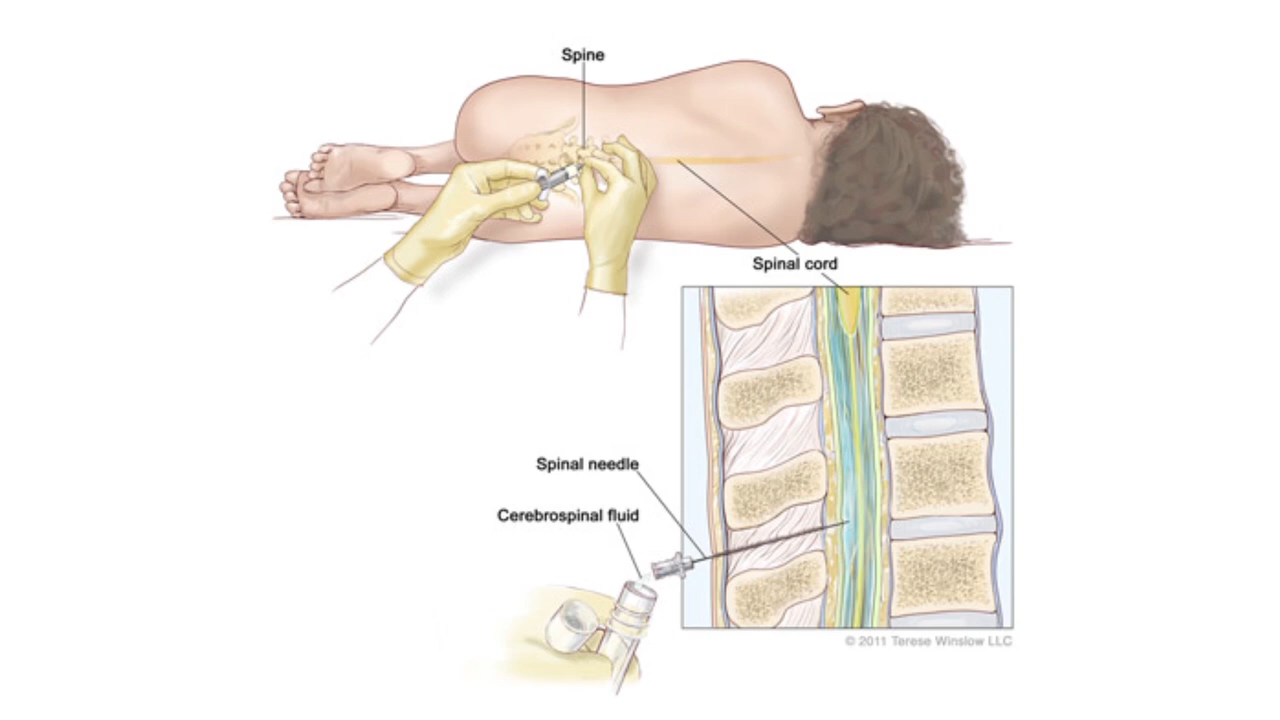 Spine
Spinal cord
Spinal needle
Cerebrospinal fluid
© 2011 Terese Winslow LLC